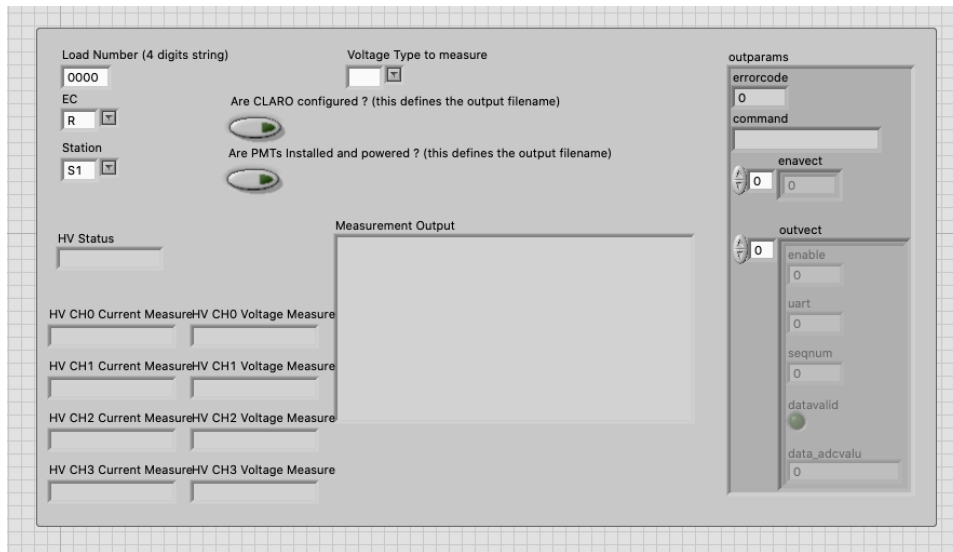 Load Number (4 digits string)
0000
EC
R
Station
S1
Voltage Type to measure
Are CLARO configured ? (this defines the output filename)
Are PMTs Installed and powered ? (this defines the output filename)
HV Status
HV CH0 Current Measure
HV CH0 Voltage Measure
HV CH1 Current Measure
HV CH1 Voltage Measure
HV CH2 Current Measure
HV CH2 Voltage Measure
HV CH3 Current Measure
HV CH3 Voltage Measure
Measurement Output
outparams
errorcode
0
command
enavect
0
0
outvect
0
enable
0
uart
0
seqnum
0
datavalid
data_adcvalu
0